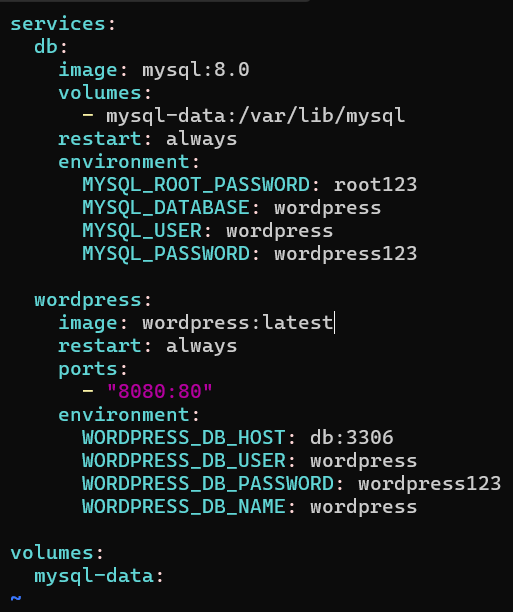 services:
  db:
    image: mysql:8.0
    volumes:
      - mysql-data:/var/lib/mysql
    restart: always
    environment:
      MYSQL_ROOT_PASSWORD: root123
      MYSQL_DATABASE: wordpress
      MYSQL_USER: wordpress
      MYSQL_PASSWORD: wordpress123

  wordpress:
    image: wordpress:latest
    restart: always
    ports:
      - "8080:80"
    environment:
      WORDPRESS_DB_HOST: db:3306
      WORDPRESS_DB_USER: wordpress
      WORDPRESS_DB_PASSWORD: wordpress123
      WORDPRESS_DB_NAME: wordpress

volumes:
  mysql-data:
~